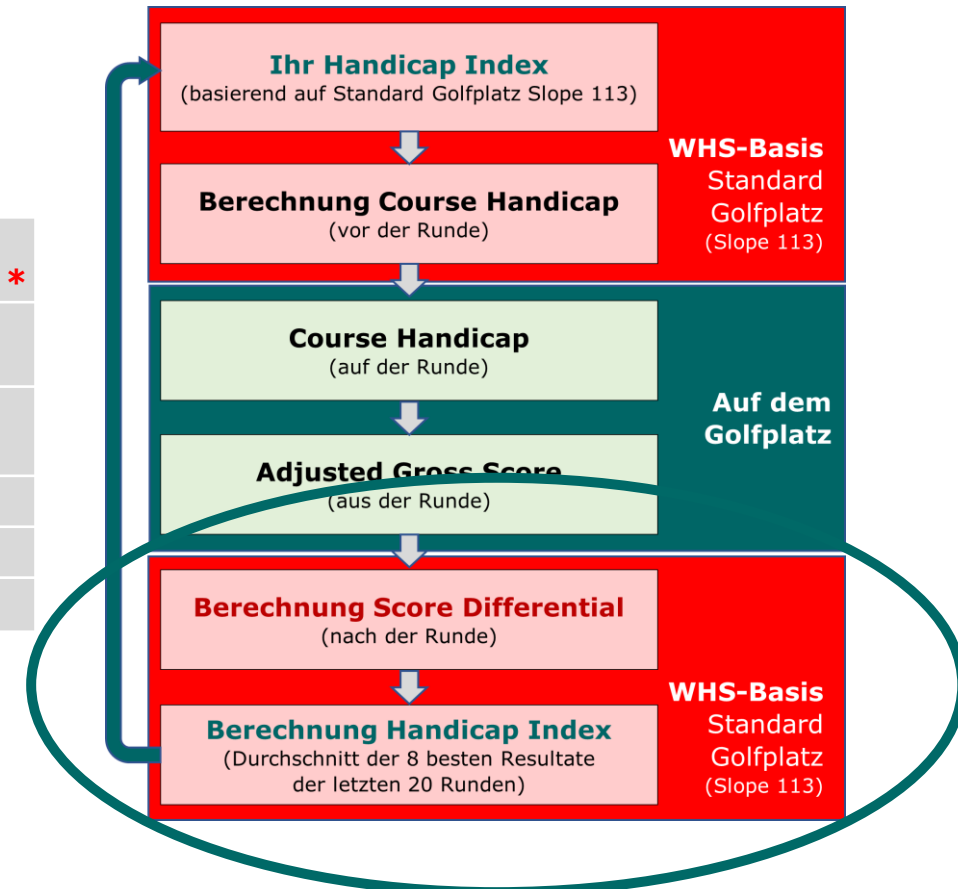 Ihr Handicap Index
(basierend auf Standard Golfplatz Slope 113)
Berechnung Course Handicap
(vor der Runde)
WHS-Basis
Standard
Golfplatz
(Slope 113)
*
Course Handicap
(auf der Runde)
Adjusted Gross Score
(aus der Runde)
Auf dem
Golfplatz
Berechnung Score Differential
(nach der Runde)
Berechnung Handicap Index
(Durchschnitt der 8 besten Resultate
der letzten 20 Runden)
WHS-Basis
Standard
Golfplatz
(Slope 113)